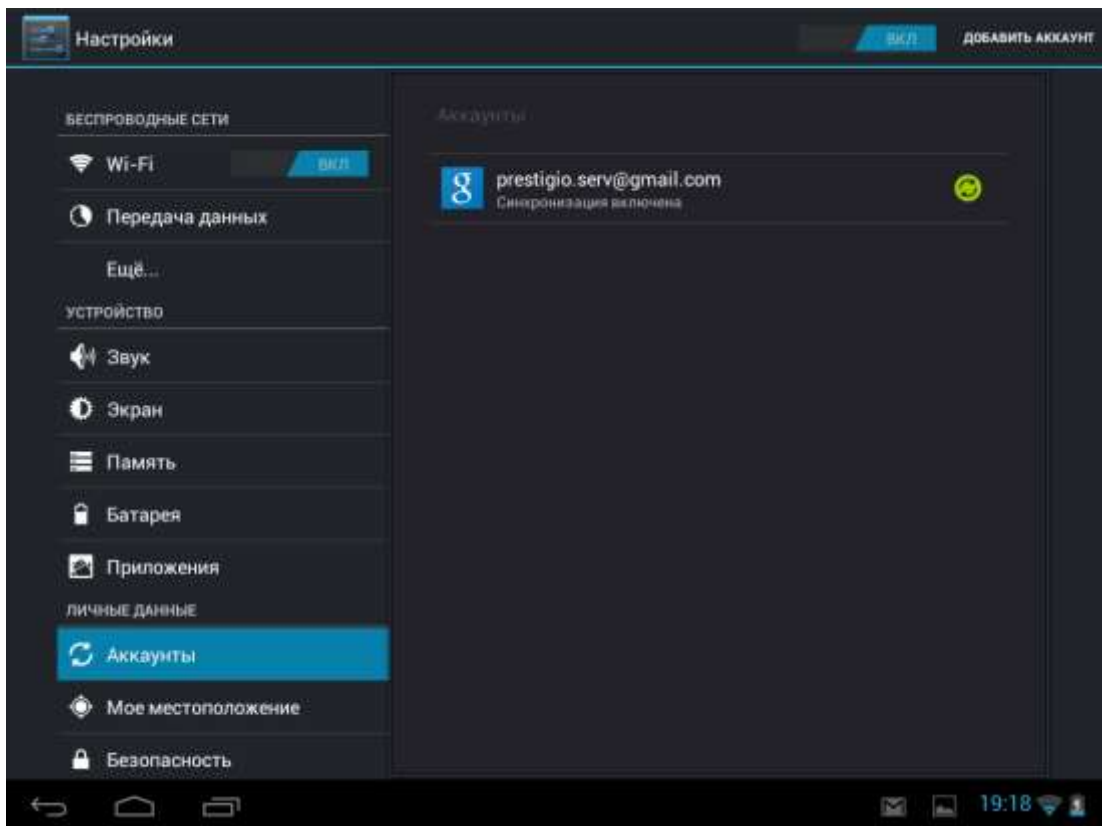 Настройки
ВКЛ
ДОБАВИТЬ АККАУНТ
БЕСПРОВОДНЫЕ СЕТИ
Wi-Fi
ВКЛ
Передача данных
Ещё...
УСТРОЙСТВО
Звук
Экран
Память
Батарея
Приложения
ЛИЧНЫЕ ДАННЫЕ
Аккаунты
Мое местоположение
Безопасность
Аккаунты
g
prestigio.serv@gmail.com
Синхронизация включена
19:18